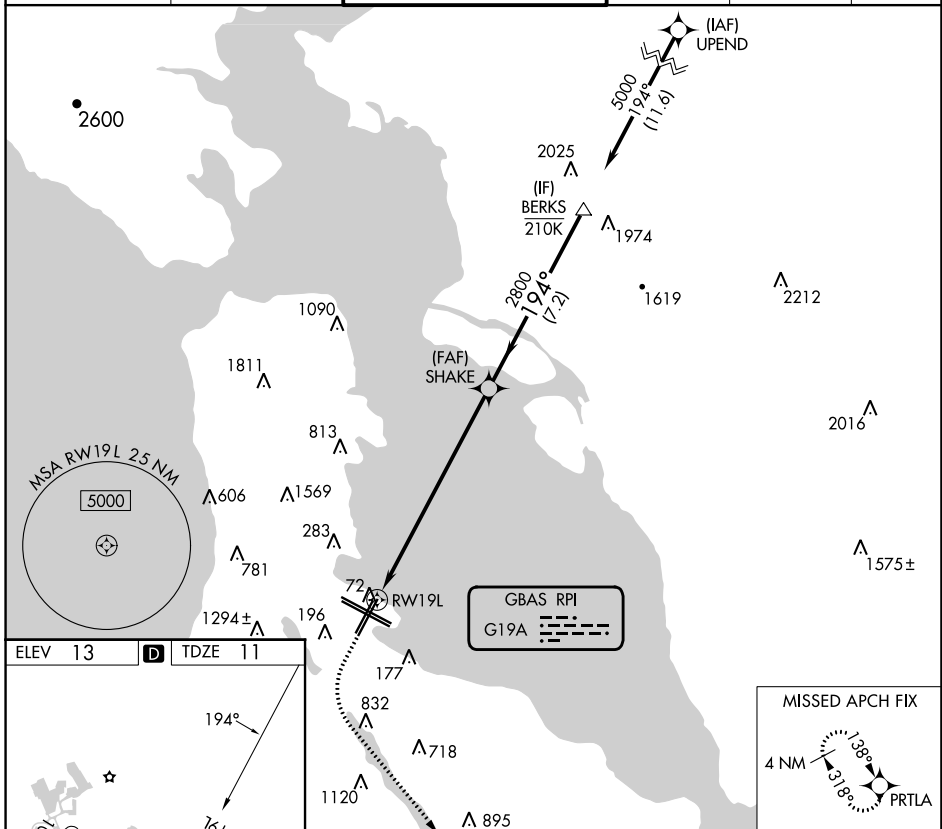 (IAF)
UPEND
5000
194°
(11.6)
2600
2025
(IF)
BERKS
210K
1974
2800
194°
(7.2)
1619
2212
1090
1811
(FAF)
SHAKE
2016
813
MSA RW19L 25 NM
5000
606
1569
283
781
1575±
72
RW19L
GBAS RPI
G19A
1294±
196
177
ELEV 13
D
TDZE 11
194°
832
718
1120
895
MISSED APCH FIX
4 NM
138°
318°
PRTLA